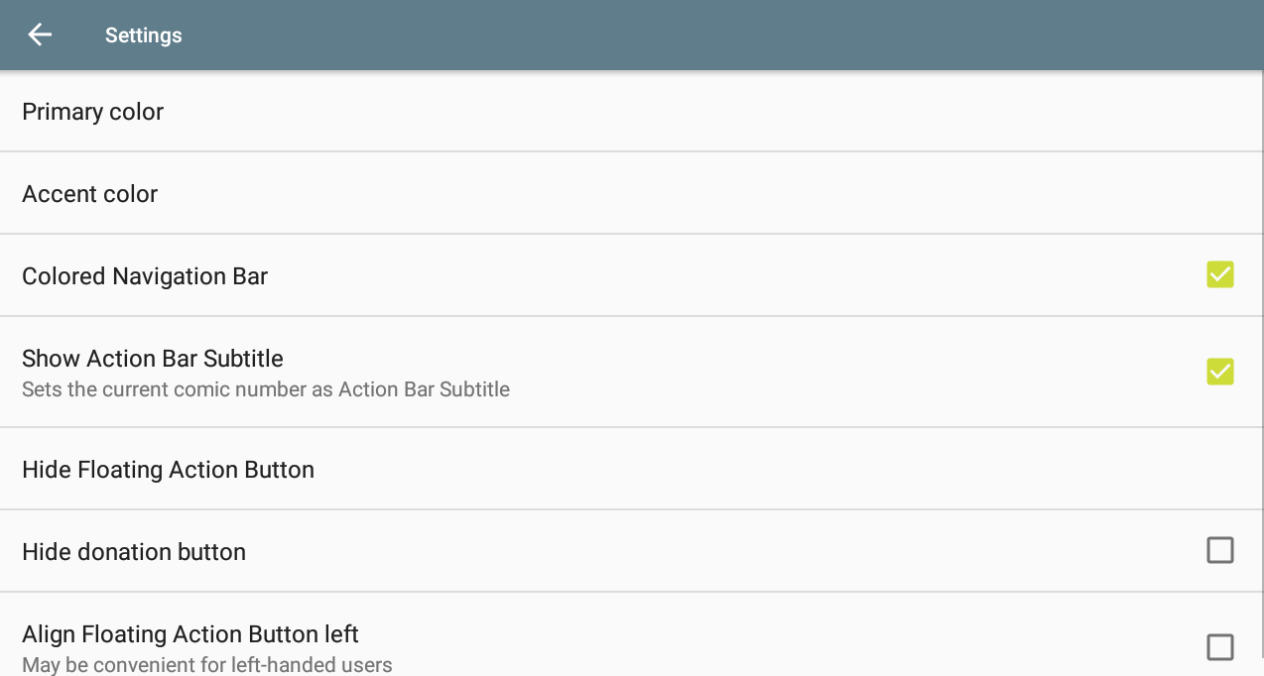 Settings
Primary color
Accent color
Colored Navigation Bar
Show Action Bar Subtitle
Sets the current comic number as Action Bar Subtitle
Hide Floating Action Button
Hide donation button
Align Floating Action Button left
May be convenient for left-handed users